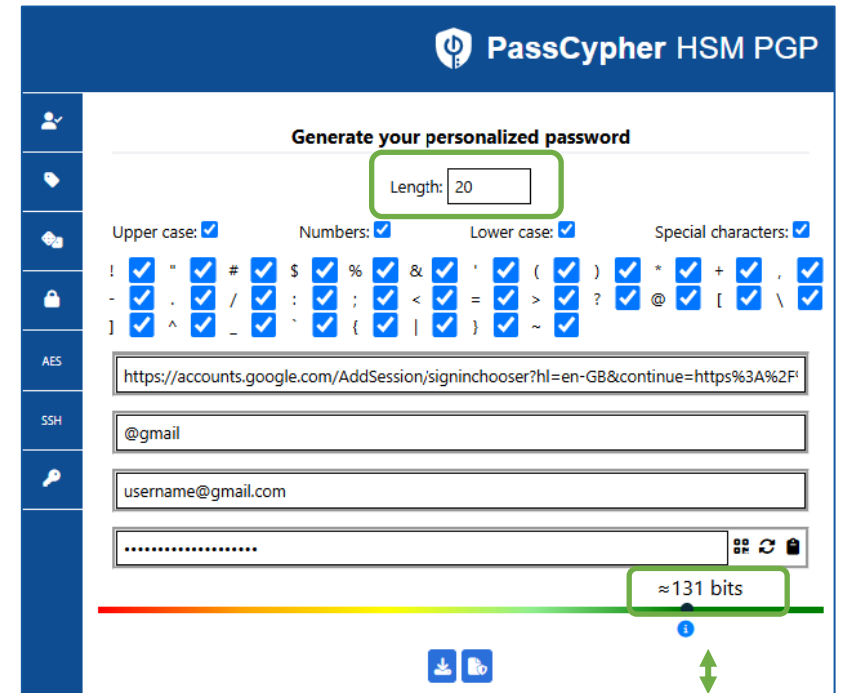 PassCypher HSM PGP
Generate your personalized password
Length: 20
Upper case: Numbers: Lower case: Special characters:
! " # $ % & ' ( ) * + ,
- . / : ; < = > ? @ [ \
] ^ _ ` { | } ~
AES
https://accounts.google.com/AddSession/signinchooser?hl=en-GB&continue=https%3A%2F
SSH
@gmail
username@gmail.com
••••••••••••••••••••
≈131 bits